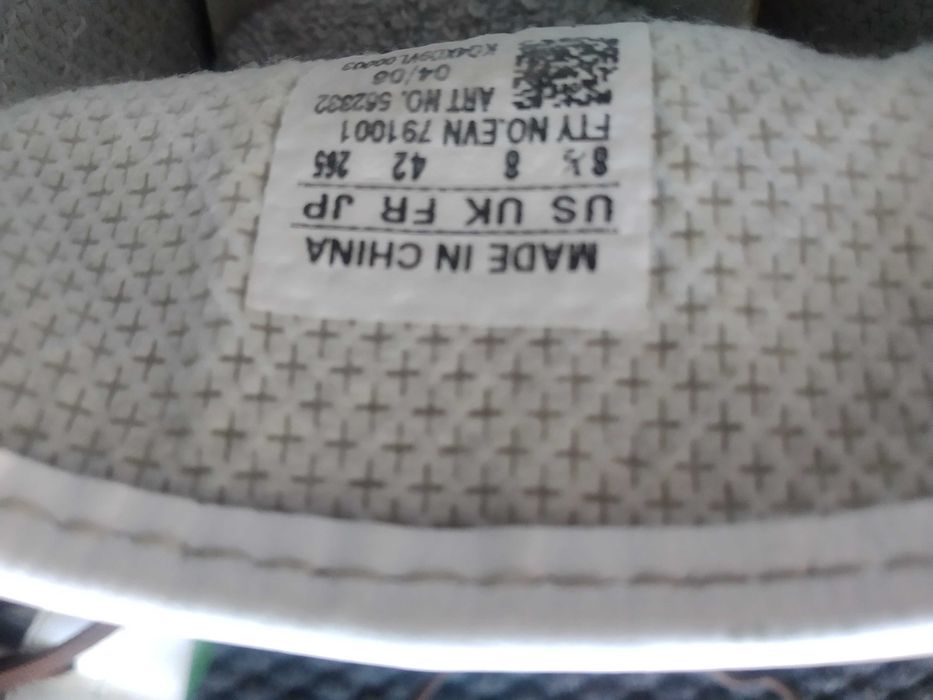 MADE IN CHINA
US UK FR JP
8½ 8 42 265
FTY NO.EVN 791001
ART NO. 562332
04/06